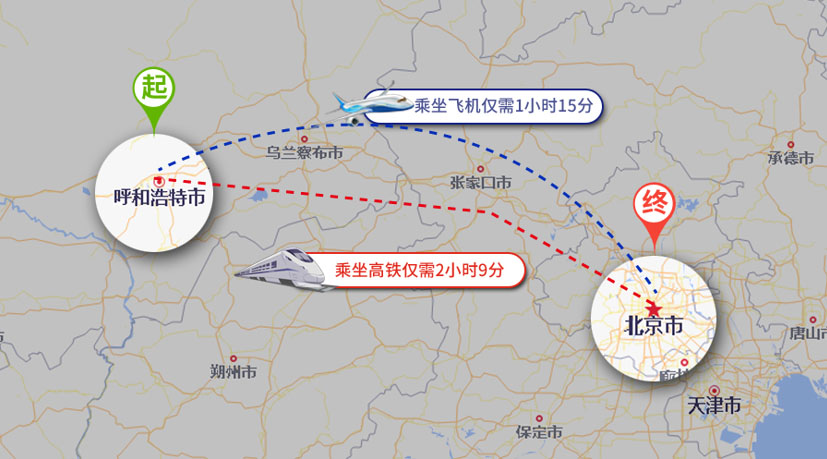 起
乘坐飞机仅需1小时15分
乌兰察布市
承德市
张家口市
呼和浩特市
终
乘坐高铁仅需2小时9分
北京市
唐山市
朔州市
天津市
保定市